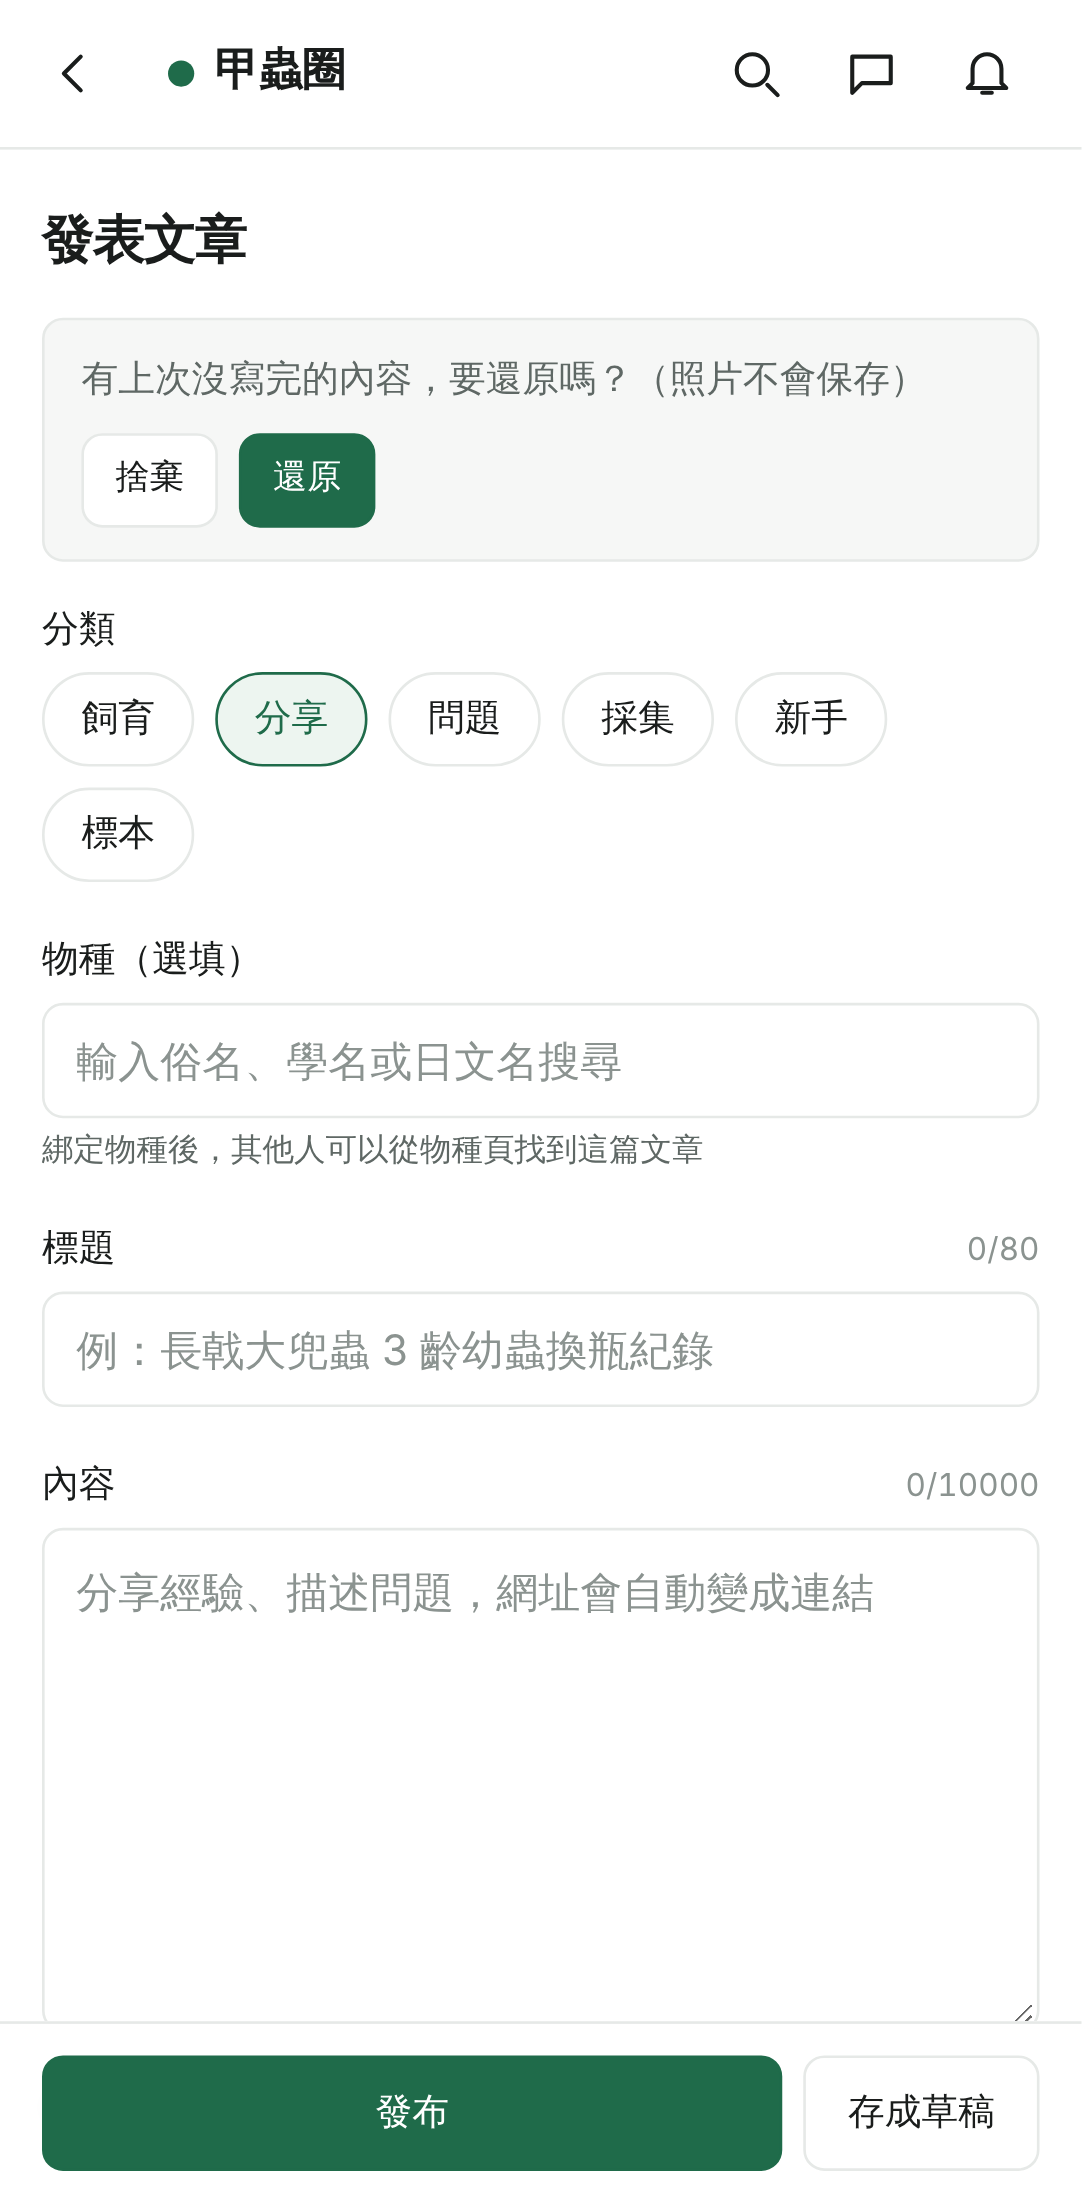 甲蟲圈
發表文章
有上次沒寫完的內容，要還原嗎？（照片不會保存）
捨棄
還原
分類
飼育
分享
問題
採集
新手
標本
物種（選填）
輸入俗名、學名或日文名搜尋
綁定物種後，其他人可以從物種頁找到這篇文章
標題
0/80
例：長戟大兜蟲 3 齡幼蟲換瓶紀錄
內容
0/10000
分享經驗、描述問題，網址會自動變成連結
發布
存成草稿